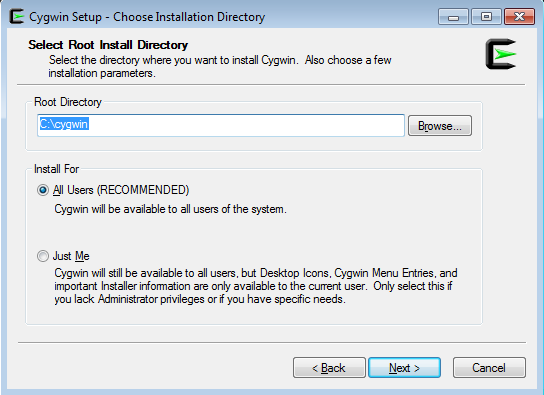 Cygwin Setup - Choose Installation Directory
Select Root Install Directory
Select the directory where you want to install Cygwin. Also choose a few
installation parameters.
Root Directory
C:\cygwin
Browse...
Install For
All Users (RECOMMENDED)
Cygwin will be available to all users of the system.
Just Me
Cygwin will still be available to all users, but Desktop Icons, Cygwin Menu Entries, and
important Installer information are only available to the current user. Only select this if
you lack Administrator privileges or if you have specific needs.
< Back
Next >
Cancel